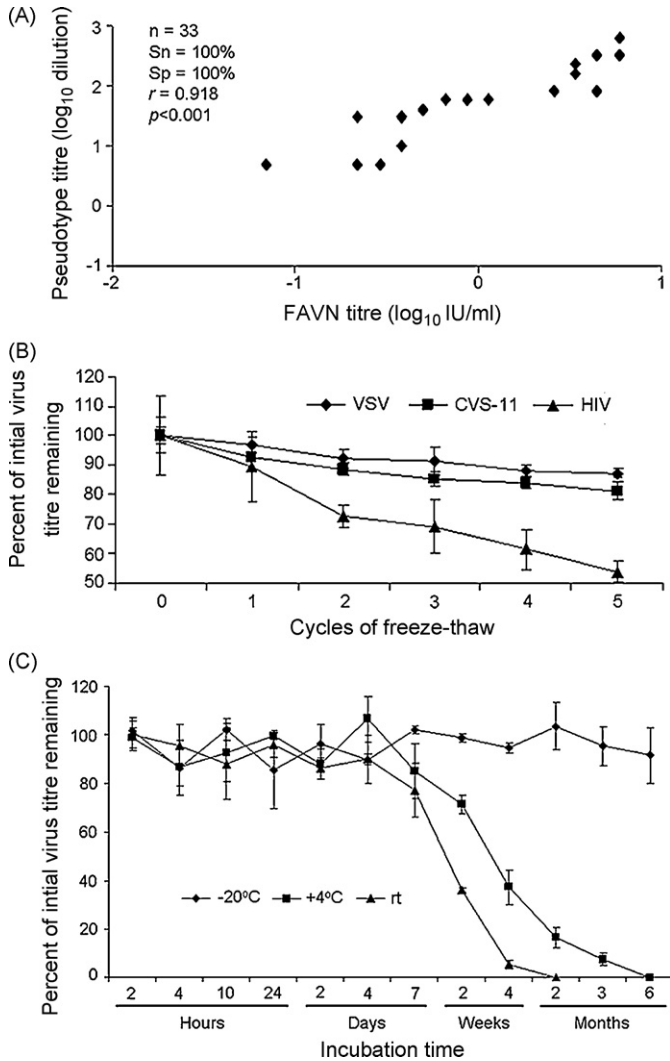 (A)
n = 33
Sn = 100%
Sp = 100%
r = 0.918
p<0.001
Pseudotype titre (log10 dilution)
3
2
1
0
-1
-2 -1 0 1
FAVN titre (log10 IU/ml)
(B)
Percent of intial virus
titre remaining
120
110
100
90
80
70
60
50
VSV CVS-11 HIV
0 1 2 3 4 5
Cycles of freeze-thaw
(C)
Percent of intial virus titre remaining
120
100
80
60
40
20
0
-20ºC +4ºC rt
2 4 10 24 2 4 7 2 4 2 3 6
Hours Days Weeks Months
Incubation time